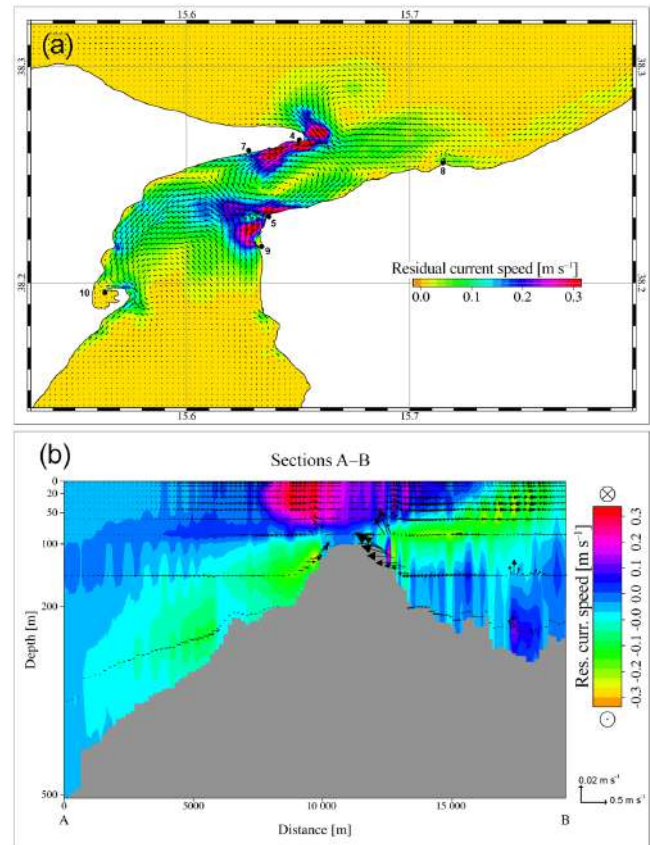 (a)
15.6
15.7
38.3
38.3
4
7
8
5
9
38.2
38.2
10
Residual current speed [m s⁻¹]
0.0 0.1 0.2 0.3
15.6
15.7
(b)
Sections A–B
0
20
50
100
200
500
Depth [m]
0.3
0.2
0.1
0.0
-0.0
-0.1
-0.2
-0.3
Res. curr. speed [m s⁻¹]
0.02 m s⁻¹
0.5 m s⁻¹
0 5000 10 000 15 000
A B
Distance [m]